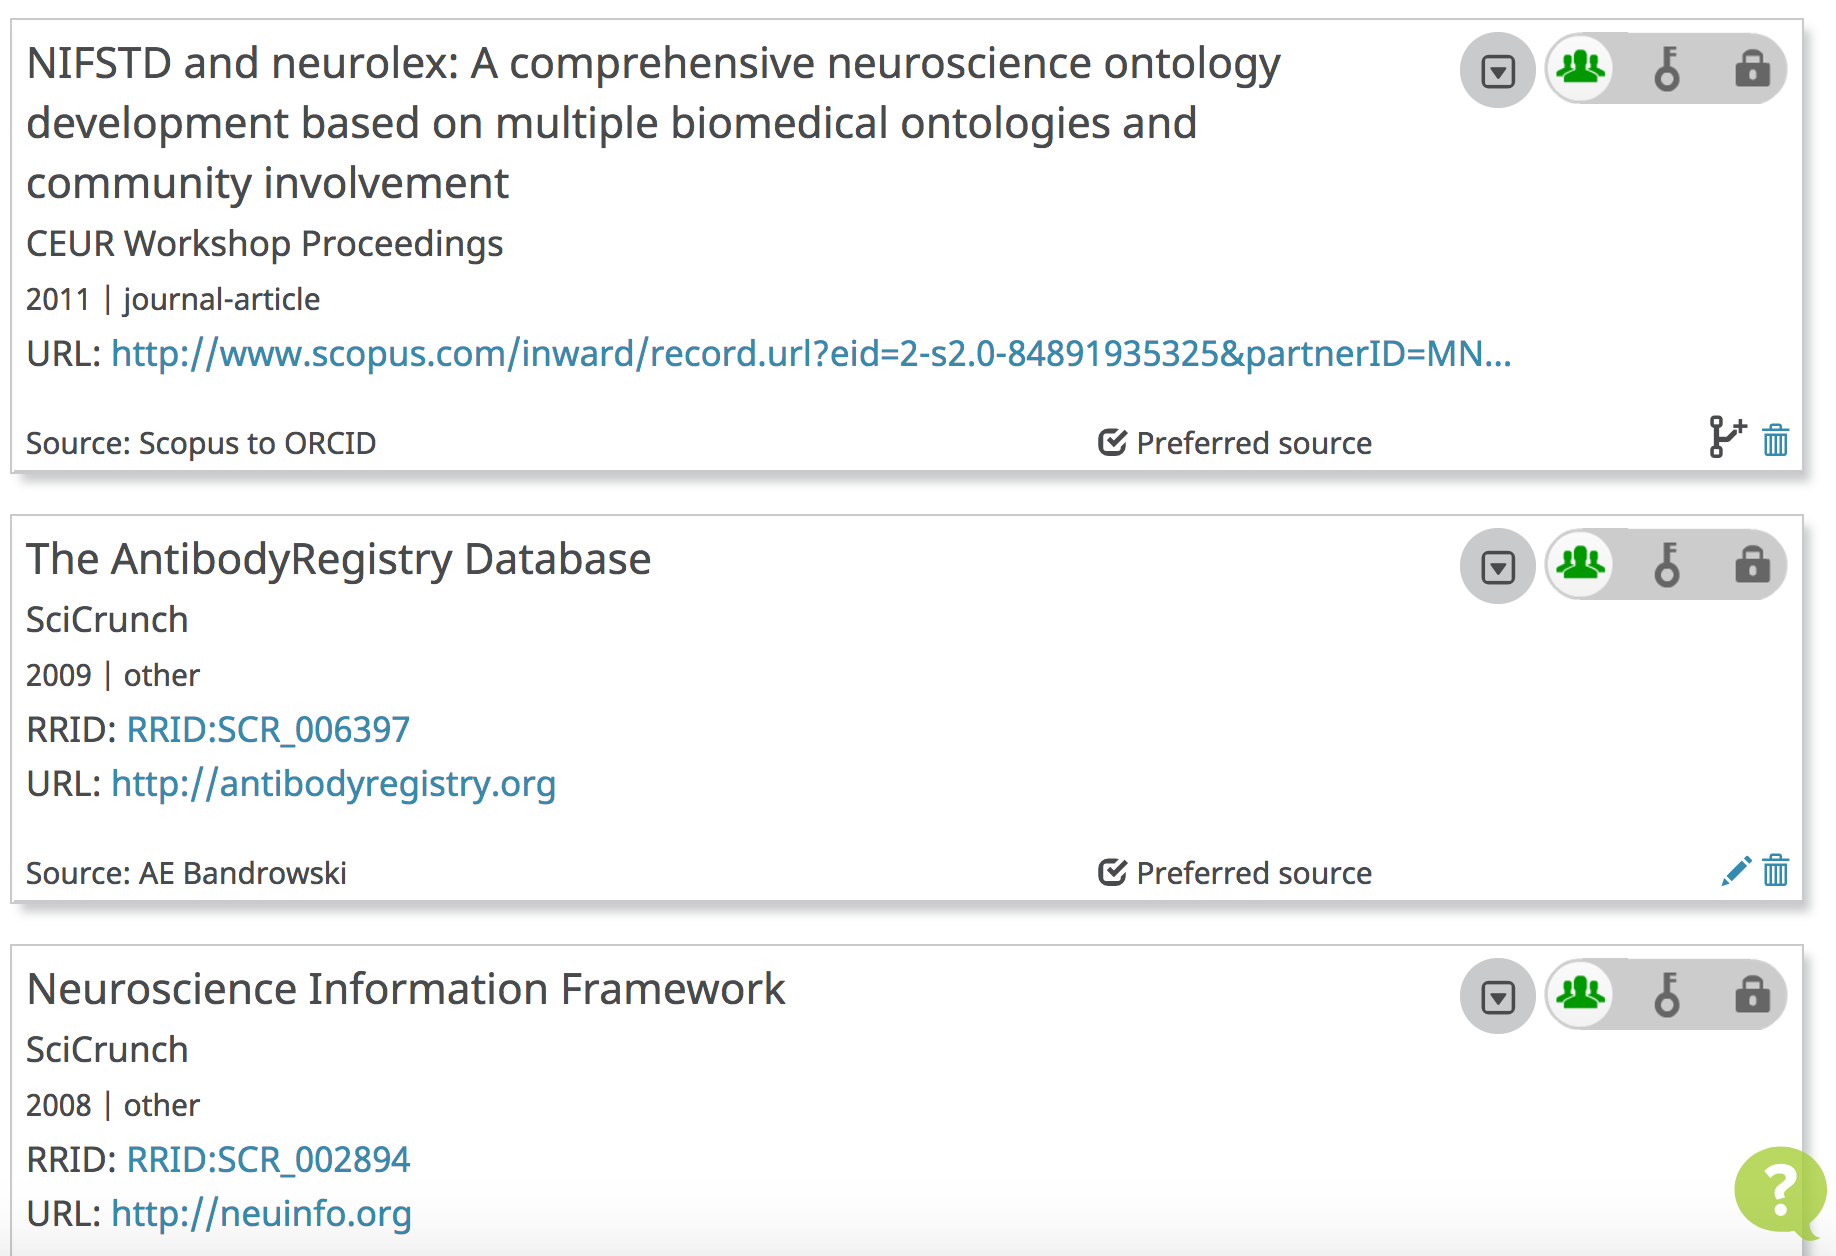 NIFSTD and neurolex: A comprehensive neuroscience ontology
development based on multiple biomedical ontologies and
community involvement
CEUR Workshop Proceedings
2011 | journal-article
URL: http://www.scopus.com/inward/record.url?eid=2-s2.0-84891935325&partnerID=MN...
Source: Scopus to ORCID Preferred source
The AntibodyRegistry Database
SciCrunch
2009 | other
RRID: RRID:SCR_006397
URL: http://antibodyregistry.org
Source: AE Bandrowski Preferred source
Neuroscience Information Framework
SciCrunch
2008 | other
RRID: RRID:SCR_002894
URL: http://neuinfo.org
?